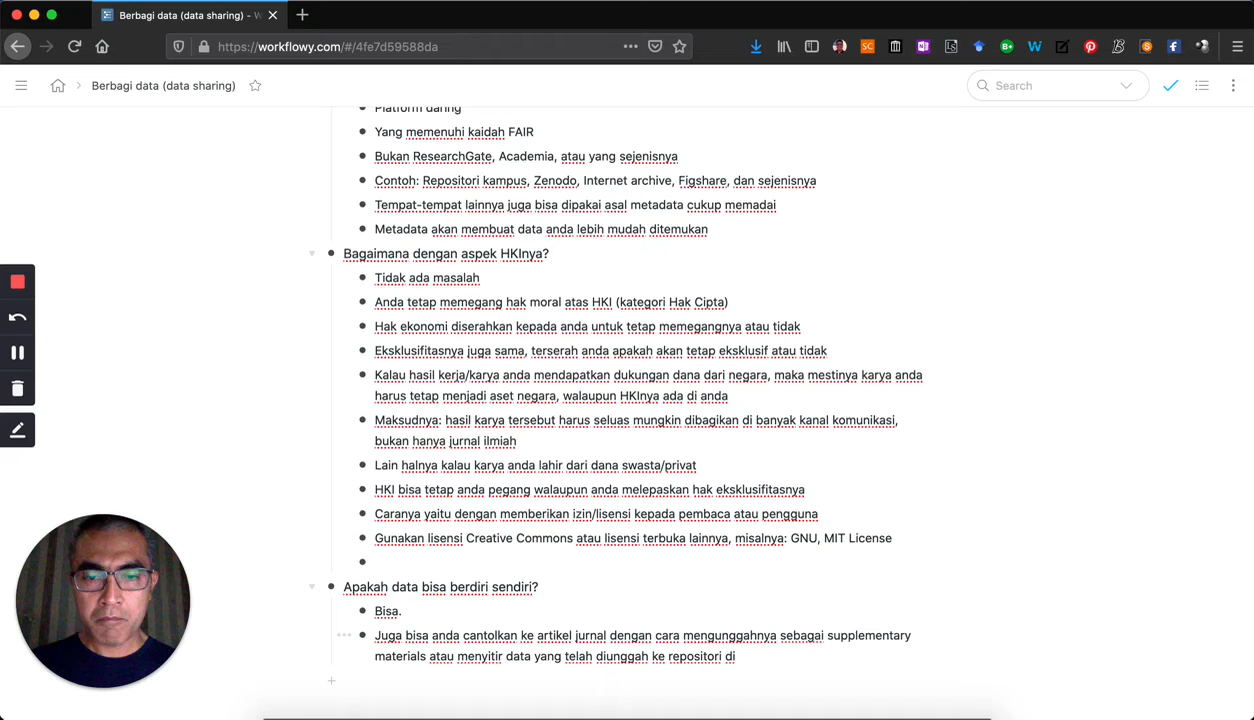 Berbagi data (data sharing) - W
https://workflowy.com/#/4fe7d59588da
SC
LS
Berbagi data (data sharing)
Search
Platform daring
Yang memenuhi kaidah FAIR
Bukan ResearchGate, Academia, atau yang sejenisnya
Contoh: Repositori kampus, Zenodo, Internet archive, Figshare, dan sejenisnya
Tempat-tempat lainnya juga bisa dipakai asal metadata cukup memadai
Metadata akan membuat data anda lebih mudah ditemukan
Bagaimana dengan aspek HKInya?
Tidak ada masalah
Anda tetap memegang hak moral atas HKI (kategori Hak Cipta)
Hak ekonomi diserahkan kepada anda untuk tetap memegangnya atau tidak
Eksklusifitasnya juga sama, terserah anda apakah akan tetap eksklusif atau tidak
Kalau hasil kerja/karya anda mendapatkan dukungan dana dari negara, maka mestinya karya anda
harus tetap menjadi aset negara, walaupun HKInya ada di anda
Maksudnya: hasil karya tersebut harus seluas mungkin dibagikan di banyak kanal komunikasi,
bukan hanya jurnal ilmiah
Lain halnya kalau karya anda lahir dari dana swasta/privat
HKI bisa tetap anda pegang walaupun anda melepaskan hak eksklusifitasnya
Caranya yaitu dengan memberikan izin/lisensi kepada pembaca atau pengguna
Gunakan lisensi Creative Commons atau lisensi terbuka lainnya, misalnya: GNU, MIT License
Apakah data bisa berdiri sendiri?
Bisa.
Juga bisa anda cantolkan ke artikel jurnal dengan cara mengunggahnya sebagai supplementary
materials atau menyitir data yang telah diunggah ke repositori di